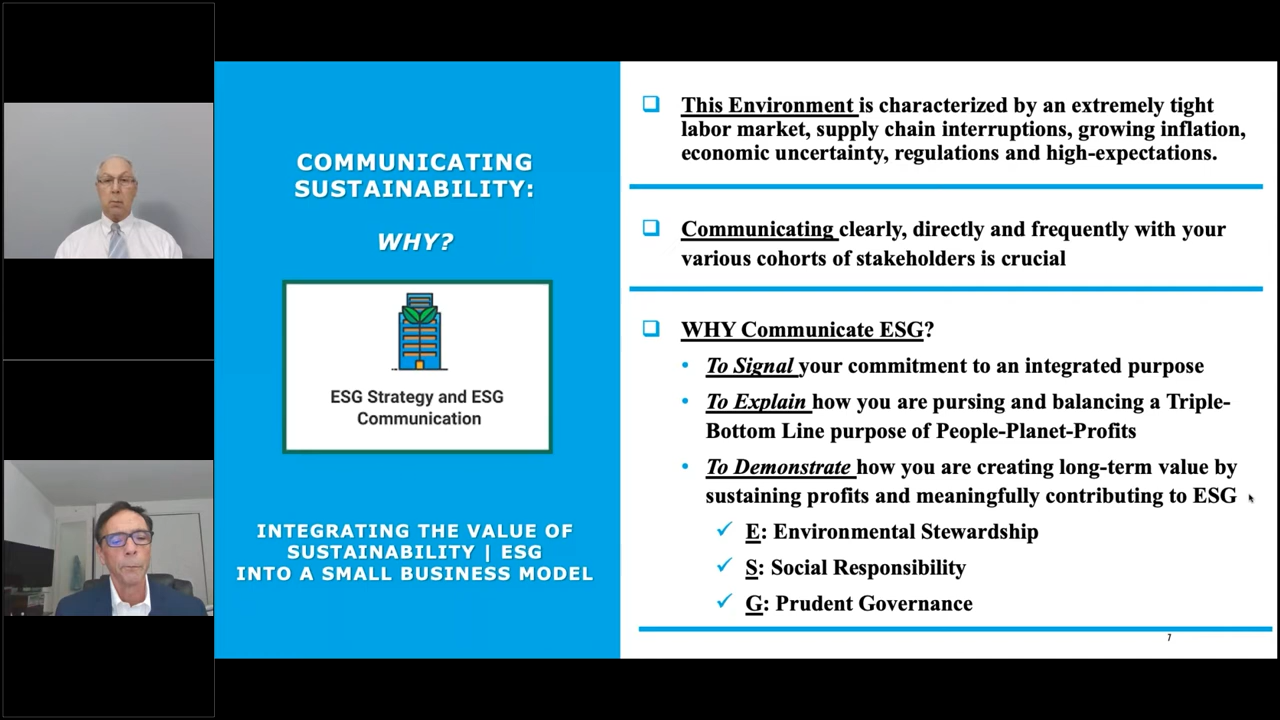 COMMUNICATING
SUSTAINABILITY:
WHY?
ESG Strategy and ESG
Communication
INTEGRATING THE VALUE OF
SUSTAINABILITY | ESG
INTO A SMALL BUSINESS MODEL
This Environment is characterized by an extremely tight
labor market, supply chain interruptions, growing inflation,
economic uncertainty, regulations and high-expectations.
Communicating clearly, directly and frequently with your
various cohorts of stakeholders is crucial
WHY Communicate ESG?
• To Signal your commitment to an integrated purpose
• To Explain how you are pursing and balancing a Triple-
Bottom Line purpose of People-Planet-Profits
• To Demonstrate how you are creating long-term value by
sustaining profits and meaningfully contributing to ESG
✓ E: Environmental Stewardship
✓ S: Social Responsibility
✓ G: Prudent Governance
7